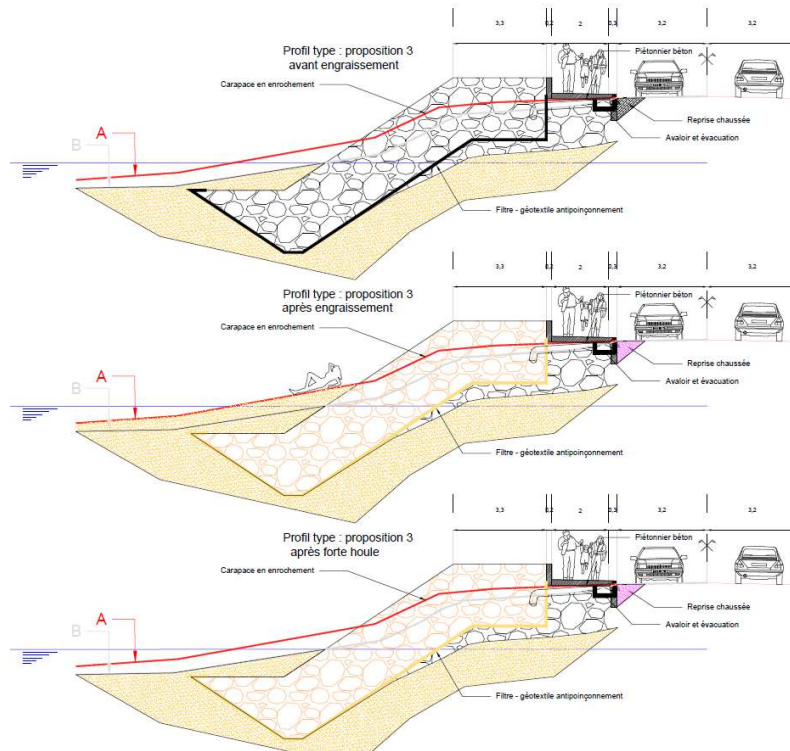 3,3 0,2 2 0,3 3,2 3,2
Profil type : proposition 3
avant engraissement
Piétonnier béton
Carapace en enrochement
A
B
Reprise chaussée
Avaloir et évacuation
Filtre - géotextile antipoinçonnement
3,3 0,2 2 0,3 3,2 3,2
Profil type : proposition 3
après engraissement
Piétonnier béton
Carapace en enrochement
A
B
Reprise chaussée
Avaloir et évacuation
Filtre - géotextile antipoinçonnement
3,3 0,2 2 0,3 3,2 3,2
Profil type : proposition 3
après forte houle
Piétonnier béton
Carapace en enrochement
A
B
Reprise chaussée
Avaloir et évacuation
Filtre - géotextile antipoinçonnement